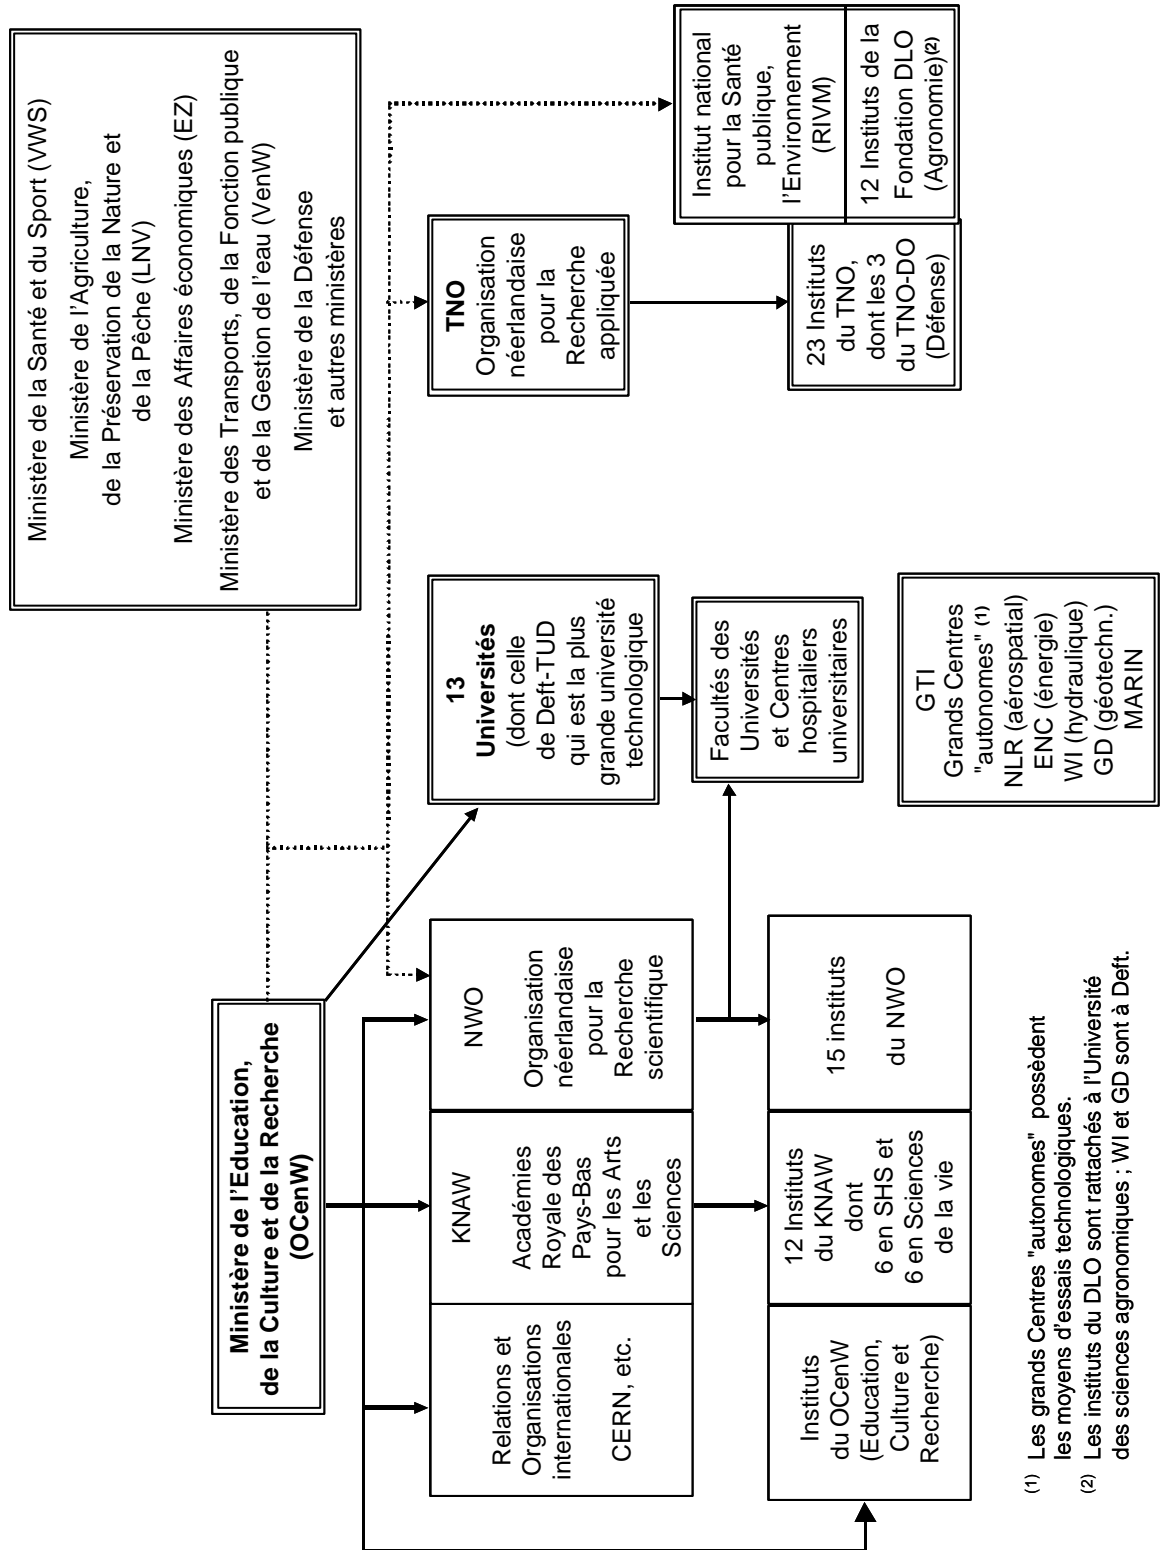 Ministère de la Santé et du Sport (VWS)
Ministère de l'Agriculture,
de la Préservation de la Nature et
de la Pêche (LNV)
Ministère des Affaires économiques (EZ)
Ministère des Transports, de la Fonction publique
et de la Gestion de l'eau (VenW)
Ministère de la Défense
et autres ministères
Ministère de l'Education,
de la Culture et de la Recherche
(OCenW)
Relations et
Organisations
internationales
CERN, etc.
KNAW
Académies
Royale des
Pays-Bas
pour les Arts
et les
Sciences
NWO
Organisation
néerlandaise
pour la
Recherche
scientifique
13
Universités
(dont celle
de Deft-TUD
qui est la plus
grande université
technologique
TNO
Organisation
néerlandaise
pour la
Recherche
appliquée
Instituts
du OCenW
(Education,
Culture et
Recherche)
12 Instituts
du KNAW
dont
6 en SHS et
6 en Sciences
de la vie
15 instituts
du NWO
Facultés des
Universités
et Centres
hospitaliers
universitaires
Institut national
pour la Santé
publique,
l'Environnement
(RIVM)
12 Instituts de la
Fondation DLO
(Agronomie)(2)
23 Instituts
du TNO,
dont les 3
du TNO-DO
(Défense)
GTI
Grands Centres
"autonomes" (1)
NLR (aérospatial)
ENC (énergie)
WI (hydraulique)
GD (géotechn.)
MARIN
(1) Les grands Centres "autonomes" possèdent
les moyens d'essais technologiques.
(2) Les instituts du DLO sont rattachés à l'Université
des sciences agronomiques ; WI et GD sont à Deft.